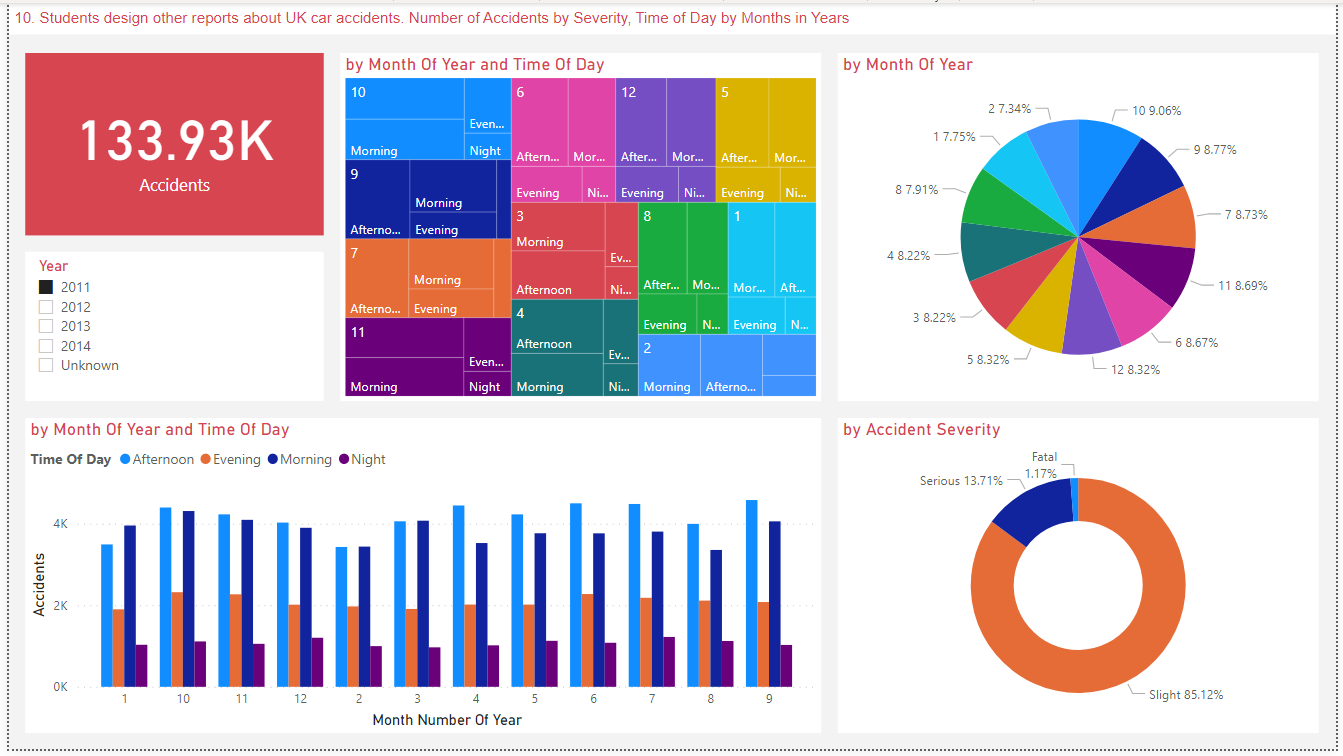 10. Students design other reports about UK car accidents. Number of Accidents by Severity, Time of Day by Months in Years
133.93K
Accidents
Year
2011
2012
2013
2014
Unknown
by Month Of Year and Time Of Day
10
Even...
Morning
Night
9
Morning
Afterno...
Evening
7
Morning
Afterno...
Evening
11
Even...
Morning
Night
6
Aftern...
Mor...
Evening
Ni...
12
After...
Mor...
Evening
Ni...
5
After...
Mor...
Evening
Ni...
3
Morning
Ev...
Afternoon
Ni...
4
Afternoon
Ev...
Morning
Ni...
8
After...
Mo...
Evening
N...
1
Mor...
Aft...
Evening
N...
2
Morning
Afterno...
by Month Of Year
2 7.34%
10 9.06%
1 7.75%
9 8.77%
8 7.91%
7 8.73%
4 8.22%
11 8.69%
3 8.22%
6 8.67%
5 8.32%
12 8.32%
by Month Of Year and Time Of Day
Time Of Day Afternoon Evening Morning Night
Accidents
4K
2K
0K
1 10 11 12 2 3 4 5 6 7 8 9
Month Number Of Year
by Accident Severity
Fatal
1.17%
Serious 13.71%
Slight 85.12%